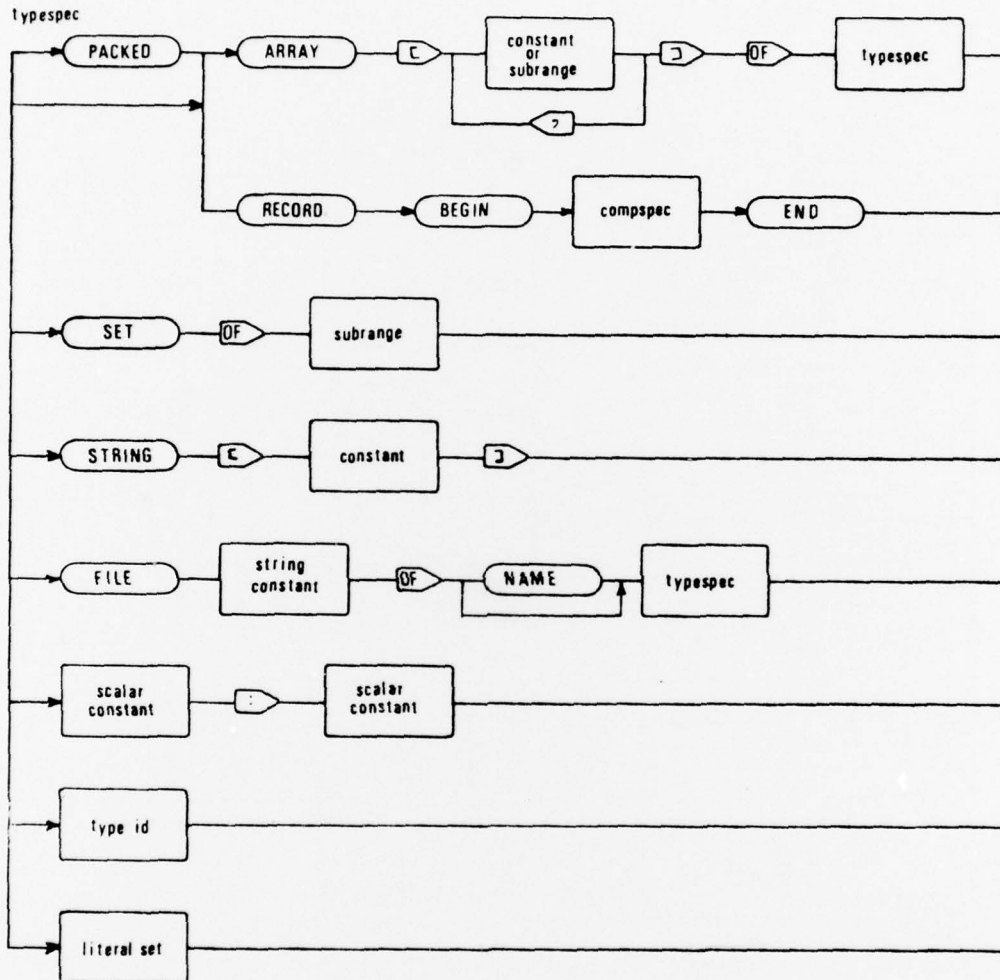 typespec
PACKED ARRAY [ constant or subrange ] OF typespec
,
RECORD BEGIN compspec END
SET OF subrange
STRING [ constant ]
FILE string constant OF NAME typespec
scalar constant : scalar constant
type id
literal set